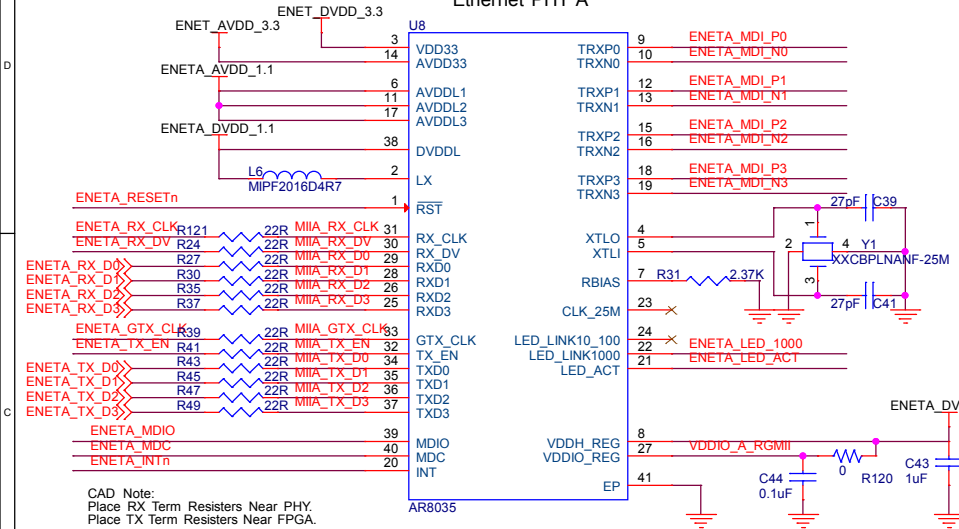 Ethernet PHY A
ENET_DVDD_3.3
ENET_AVDD_3.3
U8
D
3 VDD33 TRXP0 9 ENETA_MDI_P0
14 AVDD33 TRXN0 10 ENETA_MDI_N0
ENETA_AVDD_1.1
6 AVDDL1 TRXP1 12 ENETA_MDI_P1
11 AVDDL2 TRXN1 13 ENETA_MDI_N1
17 AVDDL3
ENETA_DVDD_1.1
TRXP2 15 ENETA_MDI_P2
38 DVDDL TRXN2 16 ENETA_MDI_N2
L6 2 LX TRXP3 18 ENETA_MDI_P3
MIPF2016D4R7 TRXN3 19 ENETA_MDI_N3
ENETA_RESETn 1 RST
27pF C39
ENETA_RX_CLK R121 22R MIIA_RX_CLK 31 RX_CLK XTLO 4 1
ENETA_RX_DV R24 22R MIIA_RX_DV 30 RX_DV XTLI 5 2 4 Y1
XXCBPLNANF-25M
ENETA_RX_D0 R27 22R MIIA_RX_D0 29 RXD0
ENETA_RX_D1 R30 22R MIIA_RX_D1 28 RXD1 RBIAS 7 R31 2.37K 3
ENETA_RX_D2 R35 22R MIIA_RX_D2 26 RXD2
27pF C41
ENETA_RX_D3 R37 22R MIIA_RX_D3 25 RXD3 CLK_25M 23
ENETA_GTX_CLK R39 22R MIIA_GTX_CLK 33 GTX_CLK LED_LINK10_100 24
ENETA_TX_EN R41 22R MIIA_TX_EN 32 TX_EN LED_LINK1000 22 ENETA_LED_1000
ENETA_TX_D0 R43 22R MIIA_TX_D0 34 TXD0 LED_ACT 21 ENETA_LED_ACT
ENETA_TX_D1 R45 22R MIIA_TX_D1 35 TXD1
ENETA_TX_D2 R47 22R MIIA_TX_D2 36 TXD2
ENETA_TX_D3 R49 22R MIIA_TX_D3 37 TXD3
C
ENETA_DV
ENETA_MDIO 39 MDIO VDDH_REG 8
ENETA_MDC 40 MDC VDDIO_REG 27 VDDIO_A_RGMII
ENETA_INTn 20 INT
0 R120
C43
1uF
C44
0.1uF
EP 41
AR8035
CAD Note:
Place RX Term Resisters Near PHY.
Place TX Term Resisters Near FPGA.